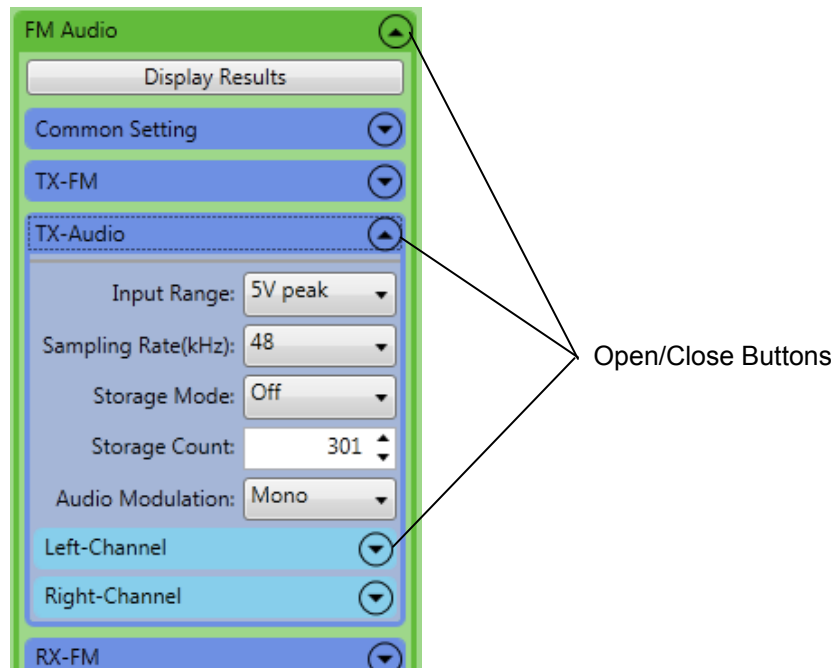 FM Audio
Display Results
Common Setting
TX-FM
TX-Audio
Input Range: 5V peak
Sampling Rate(kHz): 48
Storage Mode: Off
Storage Count: 301
Audio Modulation: Mono
Left-Channel
Right-Channel
RX-FM
Open/Close Buttons